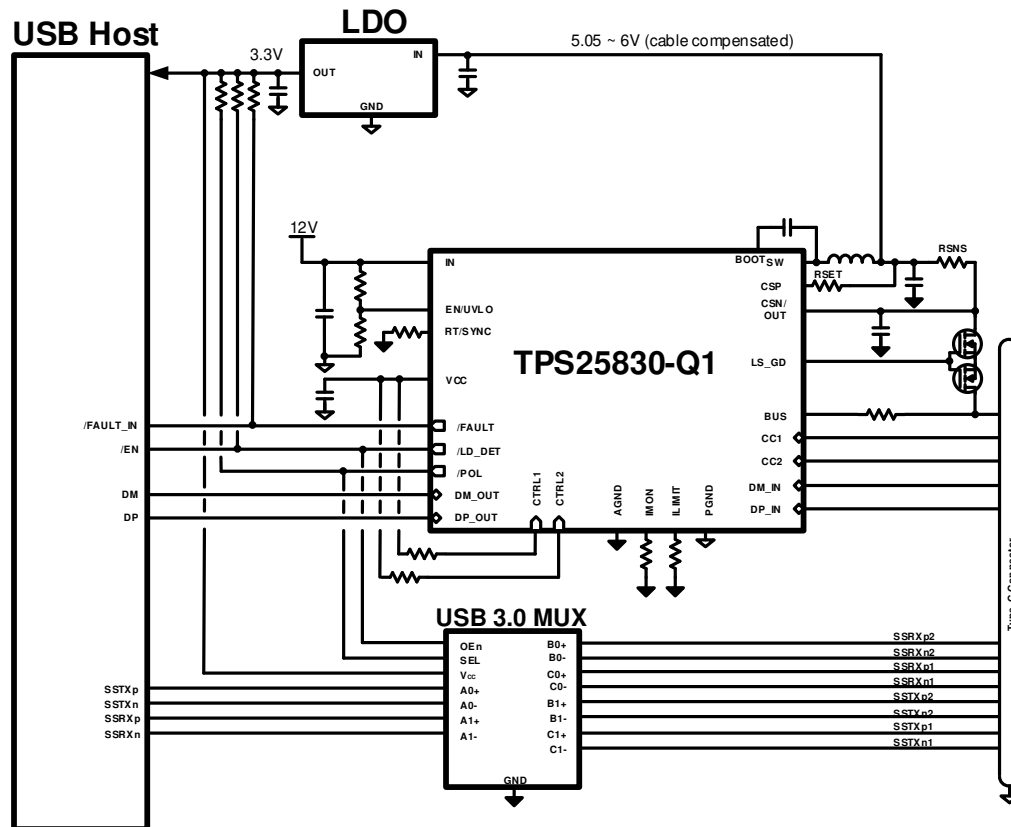 USB Host
LDO
5.05 ~ 6V (cable compensated)
3.3V
IN
OUT
GND
12V
BOOT
SW
RSNS
IN
CSP
RSET
CSN/
OUT
EN/UVLO
RT/SYNC
TPS25830-Q1
LS_GD
VCC
BUS
/FAULT_IN
/FAULT
CC1
/EN
/LD_DET
CC2
/POL
DM
DM_OUT
DM_IN
DP
DP_OUT
DP_IN
CTRL1
CTRL2
AGND
IMON
ILIMIT
PGND
Type-C Connector
USB 3.0 MUX
OEn
B0+
SSRXp2
SEL
B0-
SSRXn2
Vcc
C0+
SSRXp1
SSTXp
A0+
C0-
SSRXn1
SSTXn
A0-
B1+
SSTXp2
SSRXp
A1+
B1-
SSTXn2
SSRXn
A1-
C1+
SSTXp1
C1-
SSTXn1
GND